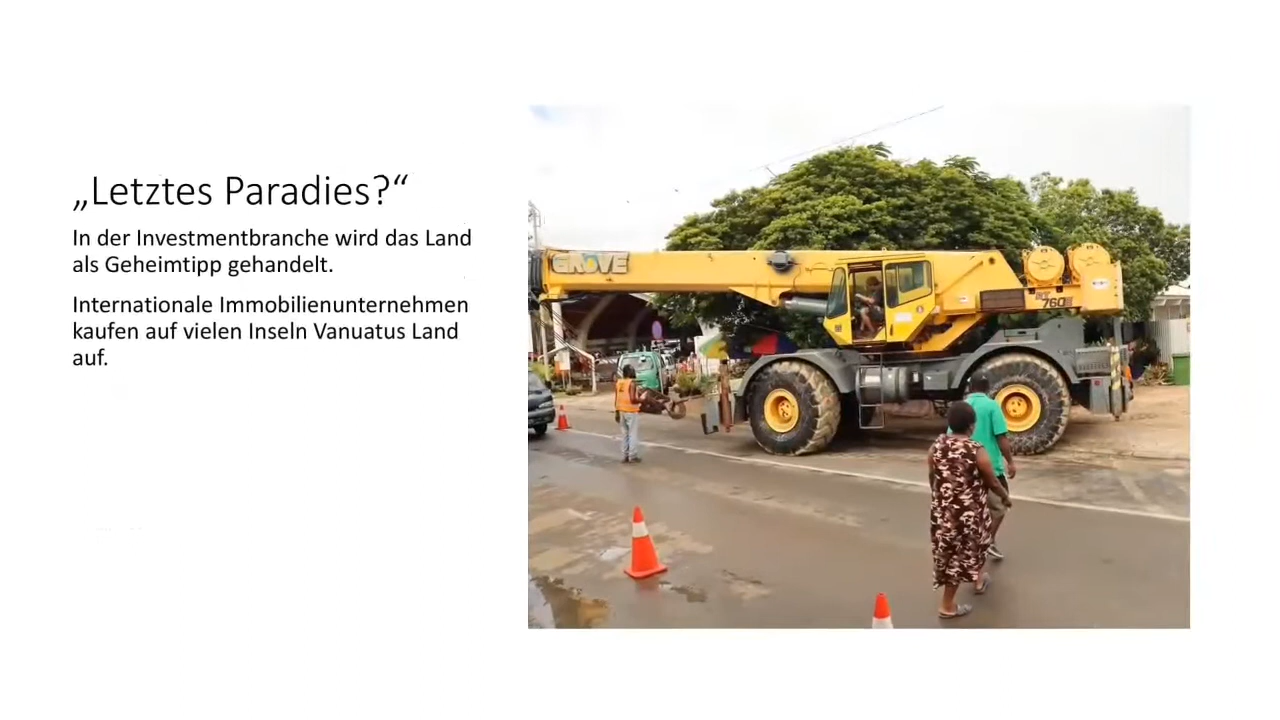 „Letztes Paradies?“
In der Investmentbranche wird das Land
als Geheimtipp gehandelt.
Internationale Immobilienunternehmen
kaufen auf vielen Inseln Vanuatus Land
auf.
GROVE
760